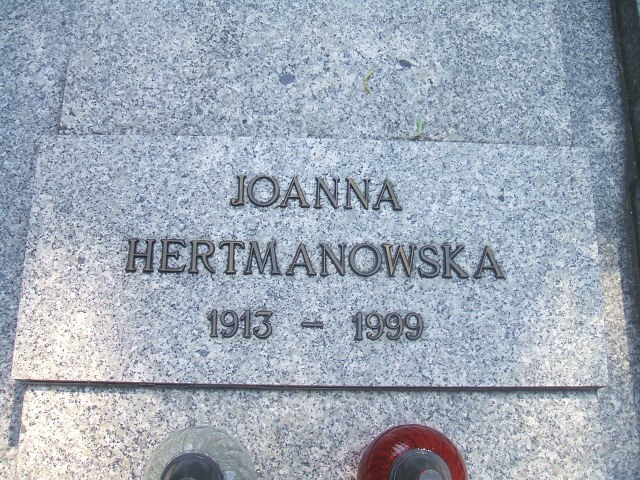 JOANNA
HERTMANOWSKA
1913 – 1999